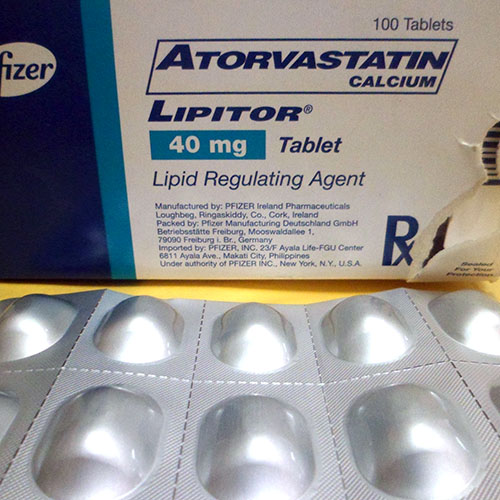 100 Tablets
Pfizer
ATORVASTATIN
CALCIUM
LIPITOR®
40 mg Tablet
Lipid Regulating Agent
Manufactured by: PFIZER Ireland Pharmaceuticals
Loughbeg, Ringaskiddy, Co., Cork, Ireland
Packed by: Pfizer Manufacturing Deutschland GmbH
Betriebsstätte Freiburg, Mooswaldallee 1,
79090 Freiburg i. Br., Germany
Imported by: PFIZER, INC. 23/F Ayala Life-FGU Center
6811 Ayala Ave., Makati City, Philippines
Under authority of PFIZER INC., New York, N.Y., U.S.A.
Rx
Sealed
For Your
Protection